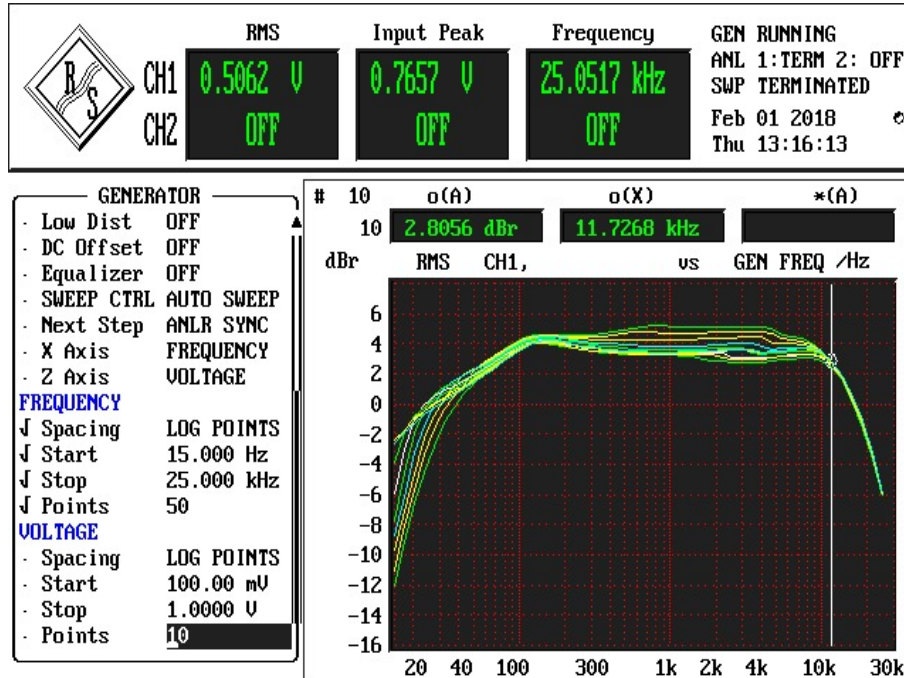 RMS Input Peak Frequency GEN RUNNING
R S CH1 0.5062 V 0.7657 V 25.0517 kHz ANL 1:TERM 2: OFF
SWP TERMINATED
CH2 OFF OFF OFF Feb 01 2018
Thu 13:16:13
GENERATOR
· Low Dist OFF
· DC Offset OFF
· Equalizer OFF
· SWEEP CTRL AUTO SWEEP
· Next Step ANLR SYNC
· X Axis FREQUENCY
· Z Axis VOLTAGE
FREQUENCY
√ Spacing LOG POINTS
√ Start 15.000 Hz
√ Stop 25.000 kHz
√ Points 50
VOLTAGE
· Spacing LOG POINTS
· Start 100.00 mV
· Stop 1.0000 V
· Points 10
# 10 o(A) o(X) *(A)
10 2.8056 dBr 11.7268 kHz
dBr RMS CH1, vs GEN FREQ /Hz
6
4
2
0
-2
-4
-6
-8
-10
-12
-14
-16
20 40 100 300 1k 2k 4k 10k 30k